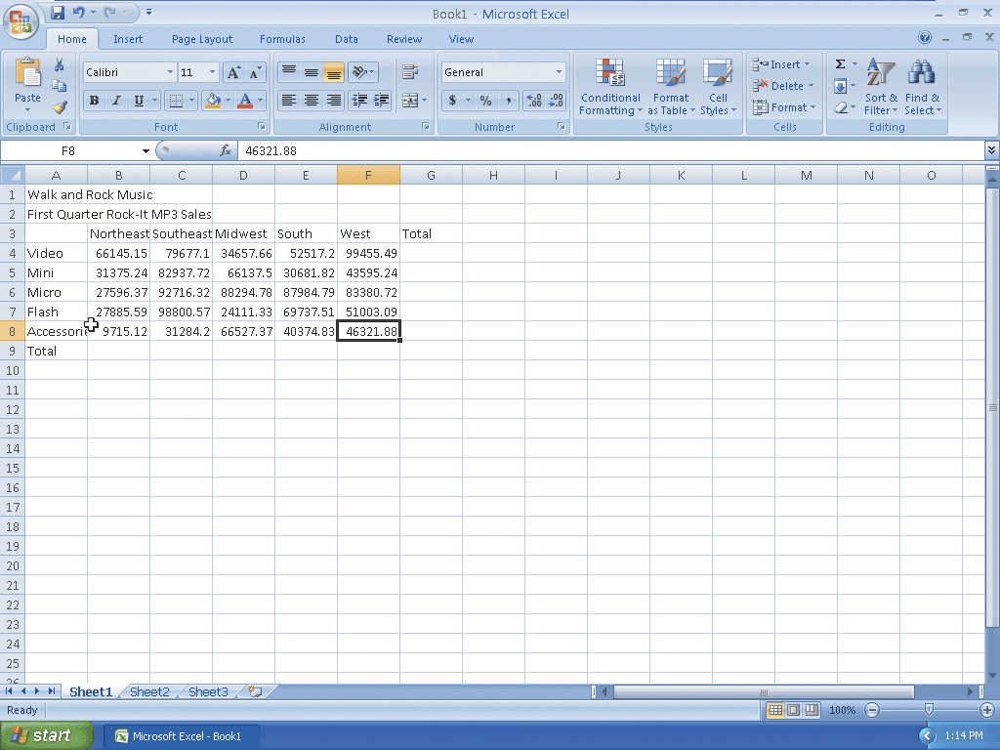 Book1 - Microsoft Excel
Home Insert Page Layout Formulas Data Review View
Paste Calibri 11 General Conditional Formatting Format as Table Cell Styles Insert Delete Format Sort & Filter Find & Select
B I U $ % , .0 .00 .00 .0 Σ
Clipboard Font Alignment Number Styles Cells Editing
F8 fx 46321.88
A B C D E F G H I J K L M N O
1 Walk and Rock Music
2 First Quarter Rock-It MP3 Sales
3 Northeast Southeast Midwest South West Total
4 Video 66145.15 79677.1 34657.66 52517.2 99455.49
5 Mini 31375.24 82937.72 66137.5 30681.82 43595.24
6 Micro 27596.37 92716.32 88294.78 87984.79 83380.72
7 Flash 27885.59 98800.57 24111.33 69737.51 51003.09
8 Accessori 9715.12 31284.2 66527.37 40374.83 46321.88
9 Total
10
11
12
13
14
15
16
17
18
19
20
21
22
23
24
25
26
Sheet1 Sheet2 Sheet3
Ready 100%
start Microsoft Excel - Book1 1:14 PM